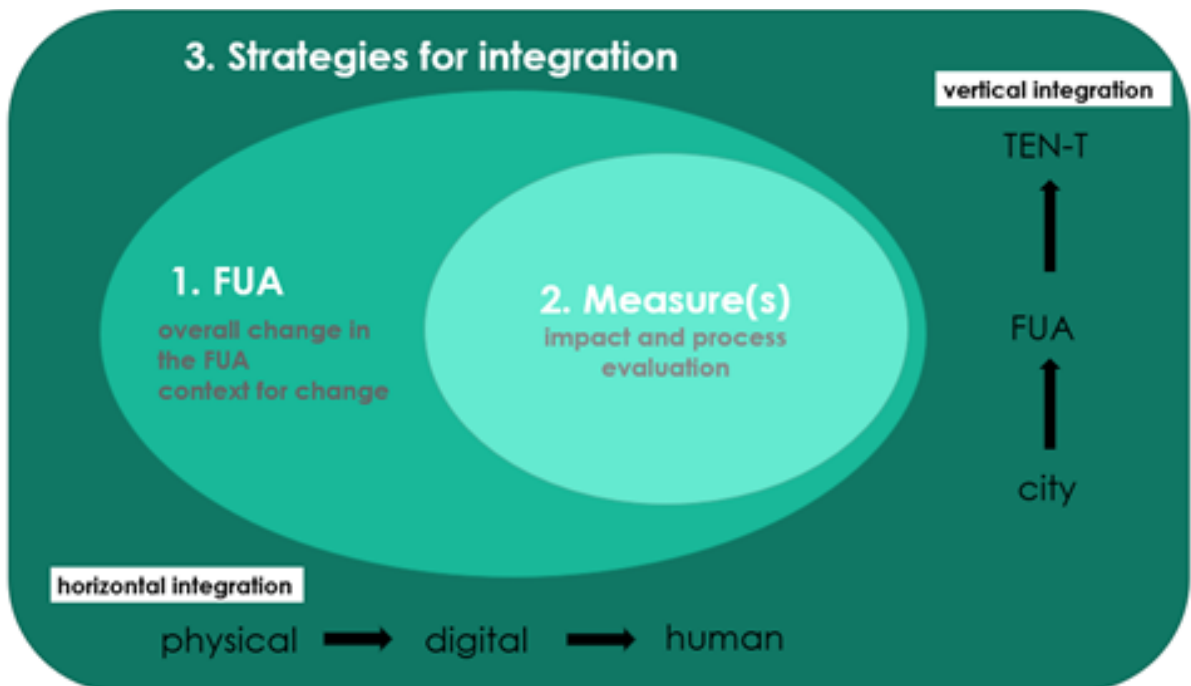 3. Strategies for integration
vertical integration
TEN-T
FUA
city
1. FUA
overall change in
the FUA
context for change
2. Measure(s)
impact and process
evaluation
horizontal integration
physical digital human